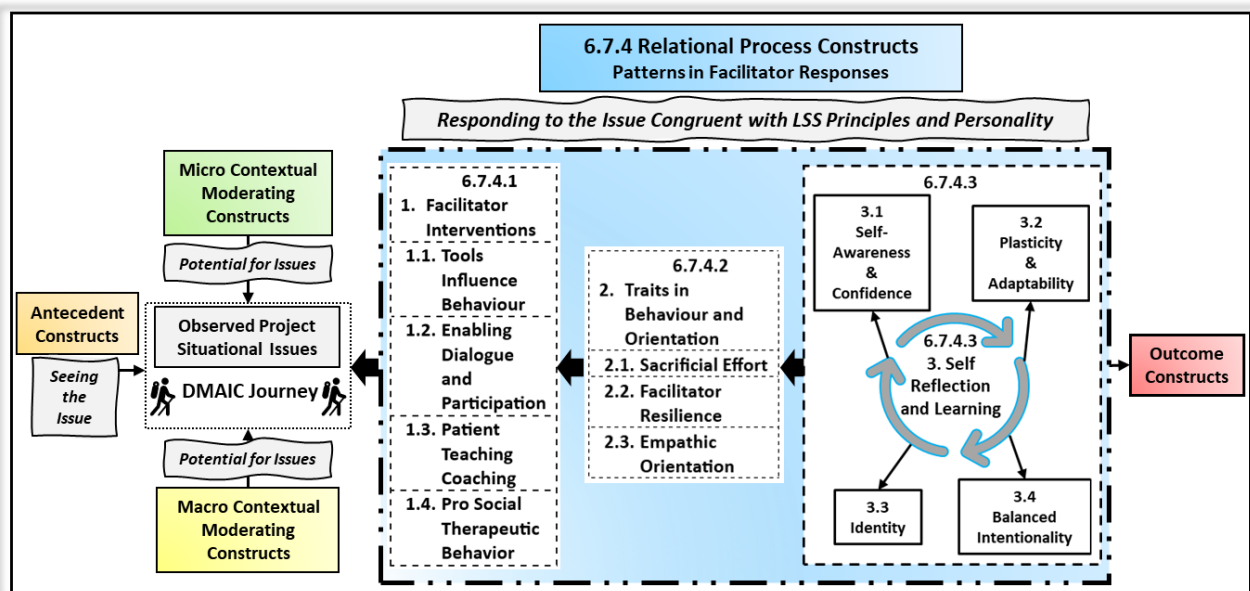 6.7.4 Relational Process Constructs
Patterns in Facilitator Responses
Responding to the Issue Congruent with LSS Principles and Personality
Micro Contextual
Moderating
Constructs
Potential for Issues
Antecedent
Constructs
Seeing
the
Issue
Observed Project
Situational Issues
DMAIC Journey
Potential for Issues
Macro Contextual
Moderating
Constructs
6.7.4.1
1. Facilitator
Interventions
1.1. Tools
Influence
Behaviour
1.2. Enabling
Dialogue
and
Participation
1.3. Patient
Teaching
Coaching
1.4. Pro Social
Therapeutic
Behavior
6.7.4.2
2. Traits in
Behaviour and
Orientation
2.1. Sacrificial Effort
2.2. Facilitator
Resilience
2.3. Empathic
Orientation
6.7.4.3
3.1
Self-
Awareness
&
Confidence
3.2
Plasticity
&
Adaptability
6.7.4.3
3. Self
Reflection
and Learning
3.3
Identity
3.4
Balanced
Intentionality
Outcome
Constructs